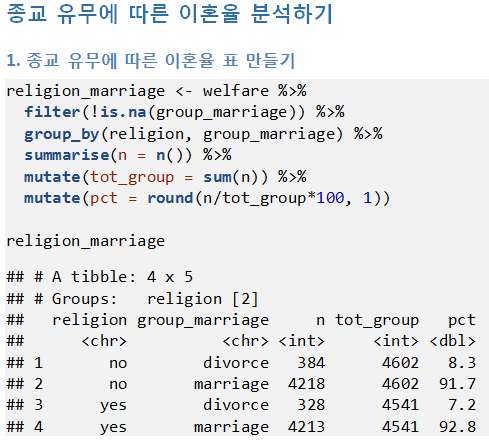 종교 유무에 따른 이혼율 분석하기
1. 종교 유무에 따른 이혼율 표 만들기
religion_marriage <- welfare %>%
  filter(!is.na(group_marriage)) %>%
  group_by(religion, group_marriage) %>%
  summarise(n = n()) %>%
  mutate(tot_group = sum(n)) %>%
  mutate(pct = round(n/tot_group*100, 1))
religion_marriage
## # A tibble: 4 x 5
## # Groups:   religion [2]
##   religion group_marriage     n tot_group   pct
##      <chr>          <chr> <int>     <int> <dbl>
## 1       no        divorce   384      4602   8.3
## 2       no       marriage  4218      4602  91.7
## 3      yes        divorce   328      4541   7.2
## 4      yes       marriage  4213      4541  92.8